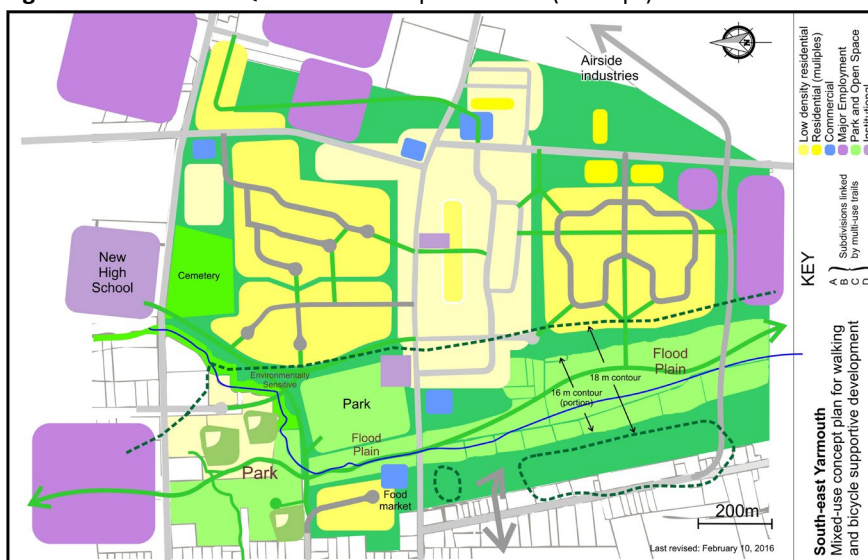 Airside
industries
New
High
School
Cemetery
Environmentally
Sensitive
Park
Flood
Plain
Flood
Plain
16 m contour
(portion)
18 m contour
Park
Food
market
200m
Last revised: February 10, 2016
Low density residential
Residential (muliples)
Commercial
Major Employment
Park and Open Space
Institutional
KEY
A
B
C
D
Subdivisions linked
by multi-use trails
South-east Yarmouth
Mixed-use concept plan for walking
and bicycle supportive development